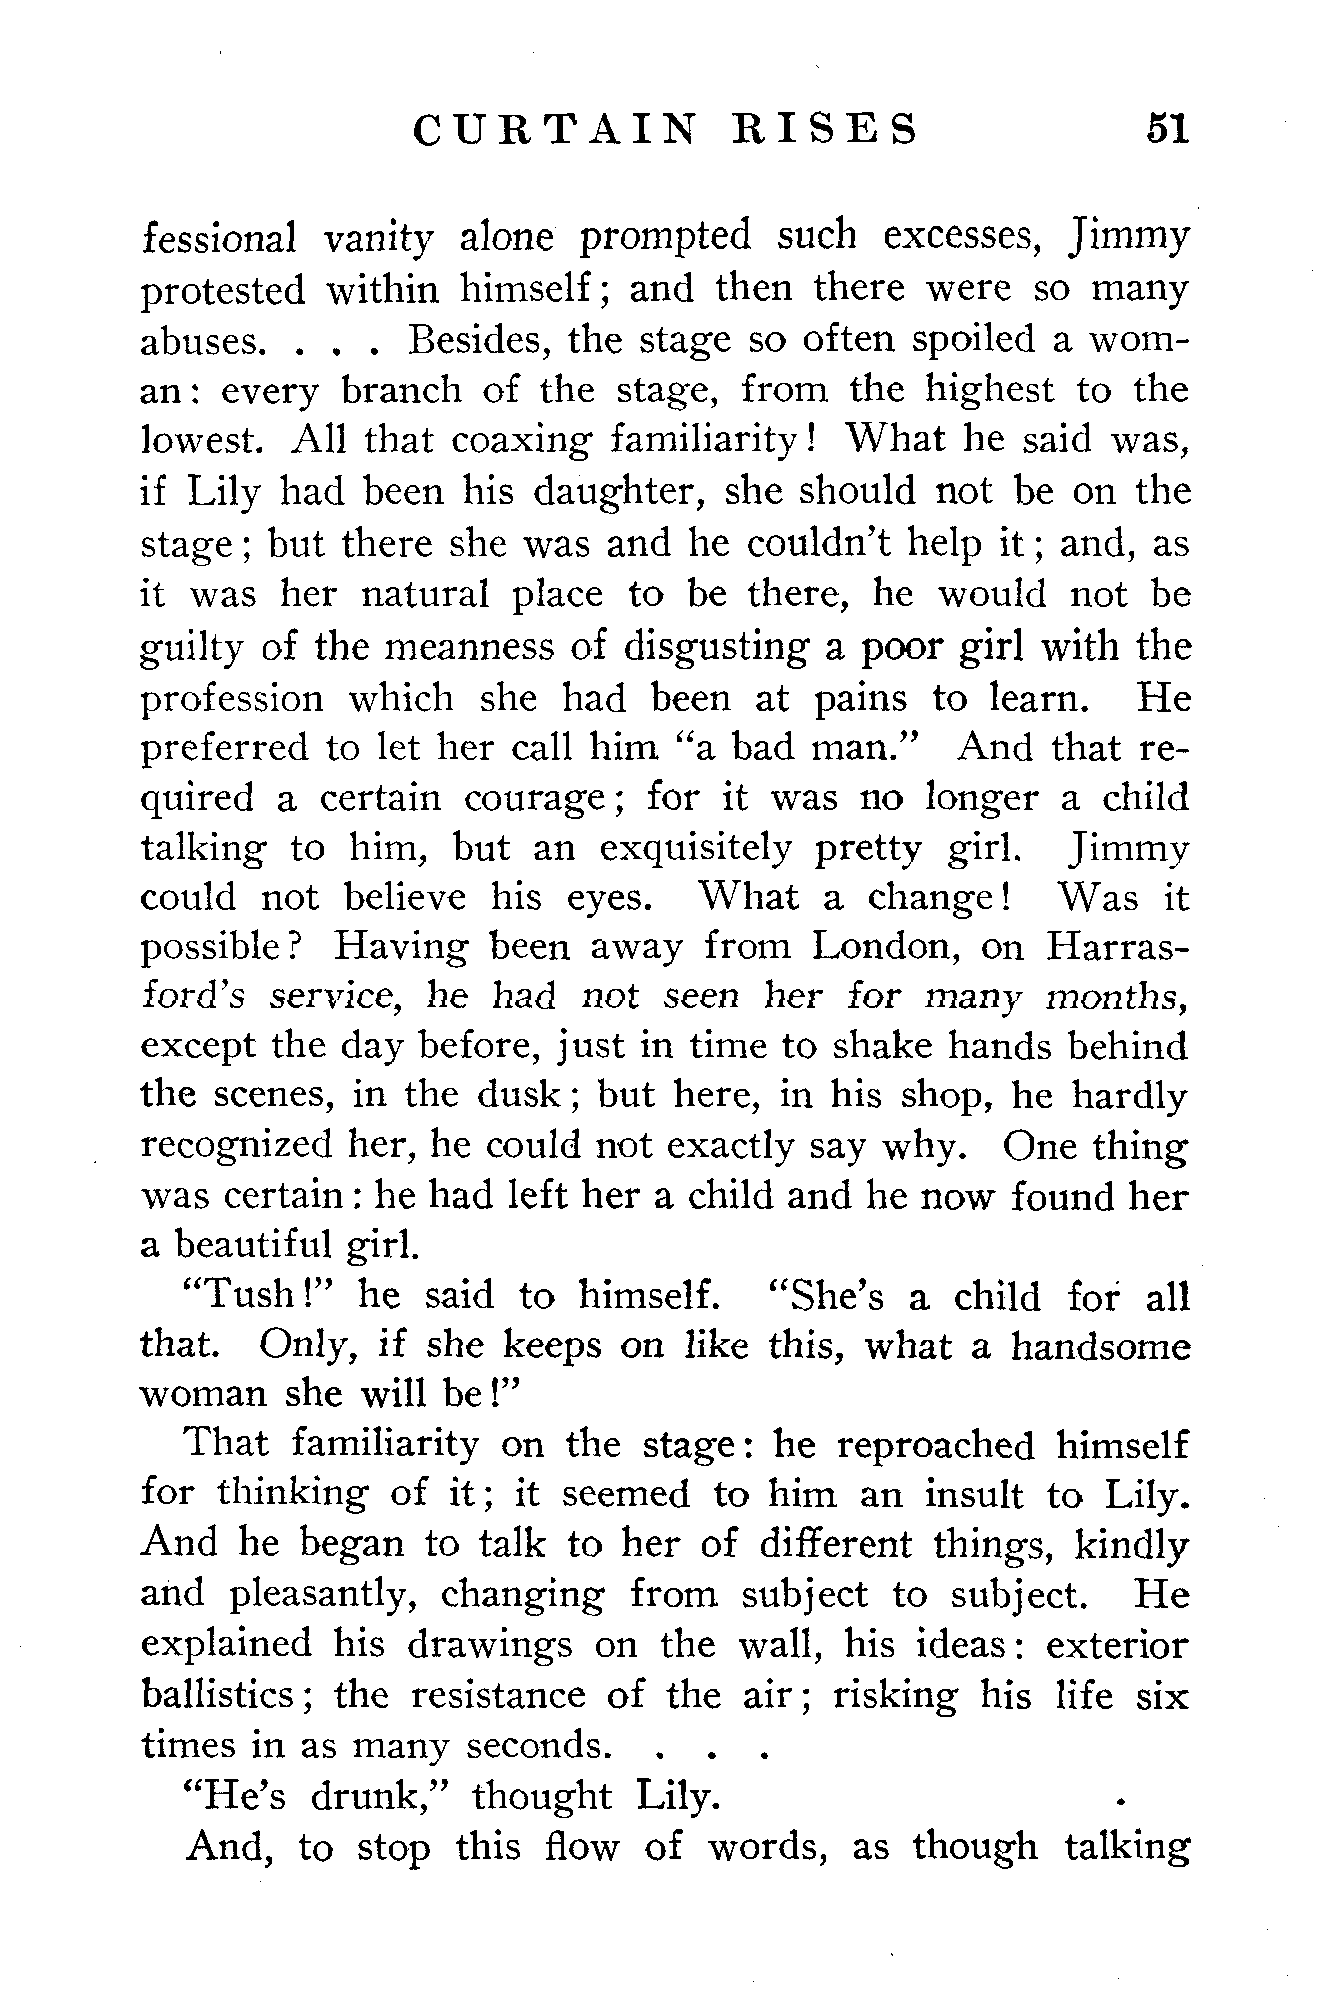 CURTAIN RISES 51
fessional vanity alone prompted such excesses, Jimmy
protested within himself; and then there were so many
abuses. . . . Besides, the stage so often spoiled a wom-
an: every branch of the stage, from the highest to the
lowest. All that coaxing familiarity! What he said was,
if Lily had been his daughter, she should not be on the
stage; but there she was and he couldn't help it; and, as
it was her natural place to be there, he would not be
guilty of the meanness of disgusting a poor girl with the
profession which she had been at pains to learn. He
preferred to let her call him "a bad man." And that re-
quired a certain courage; for it was no longer a child
talking to him, but an exquisitely pretty girl. Jimmy
could not believe his eyes. What a change! Was it
possible? Having been away from London, on Harras-
ford's service, he had not seen her for many months,
except the day before, just in time to shake hands behind
the scenes, in the dusk; but here, in his shop, he hardly
recognized her, he could not exactly say why. One thing
was certain: he had left her a child and he now found her
a beautiful girl.
"Tush!" he said to himself. "She's a child for all
that. Only, if she keeps on like this, what a handsome
woman she will be!"
That familiarity on the stage: he reproached himself
for thinking of it; it seemed to him an insult to Lily.
And he began to talk to her of different things, kindly
and pleasantly, changing from subject to subject. He
explained his drawings on the wall, his ideas: exterior
ballistics; the resistance of the air; risking his life six
times in as many seconds. . . .
"He's drunk," thought Lily.
And, to stop this flow of words, as though talking